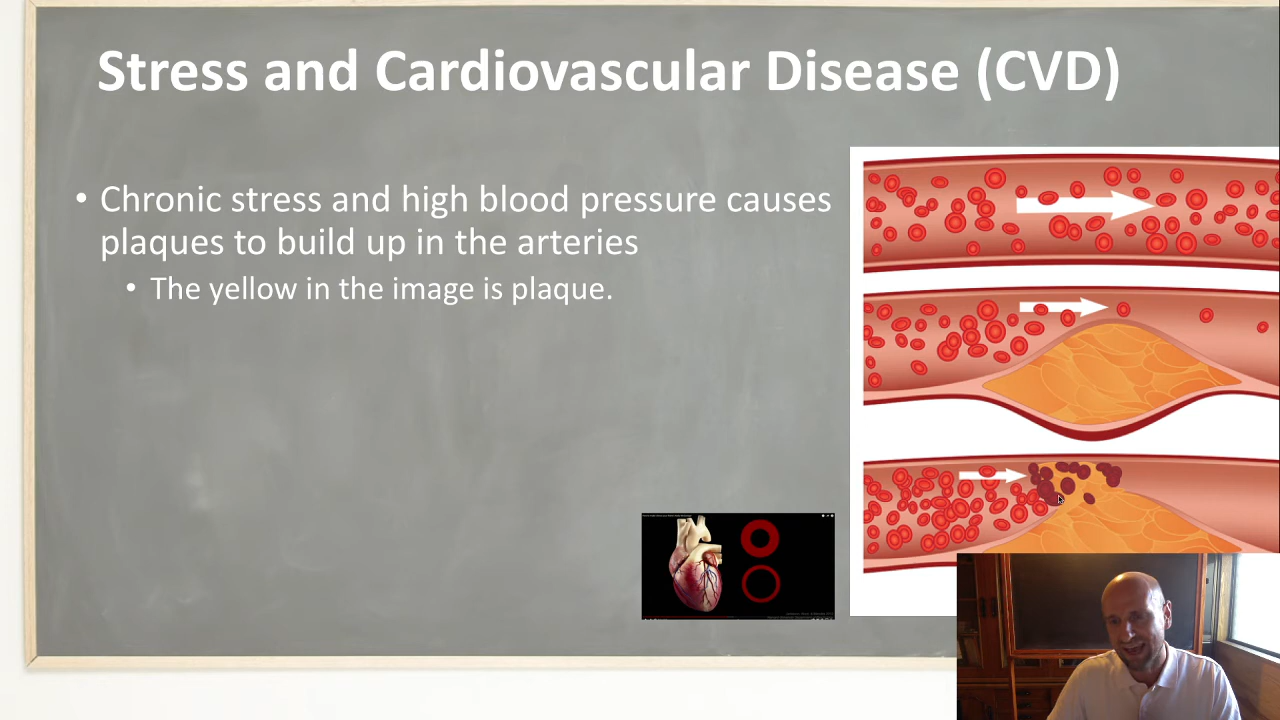 Stress and Cardiovascular Disease (CVD)
• Chronic stress and high blood pressure causes
plaques to build up in the arteries
• The yellow in the image is plaque.